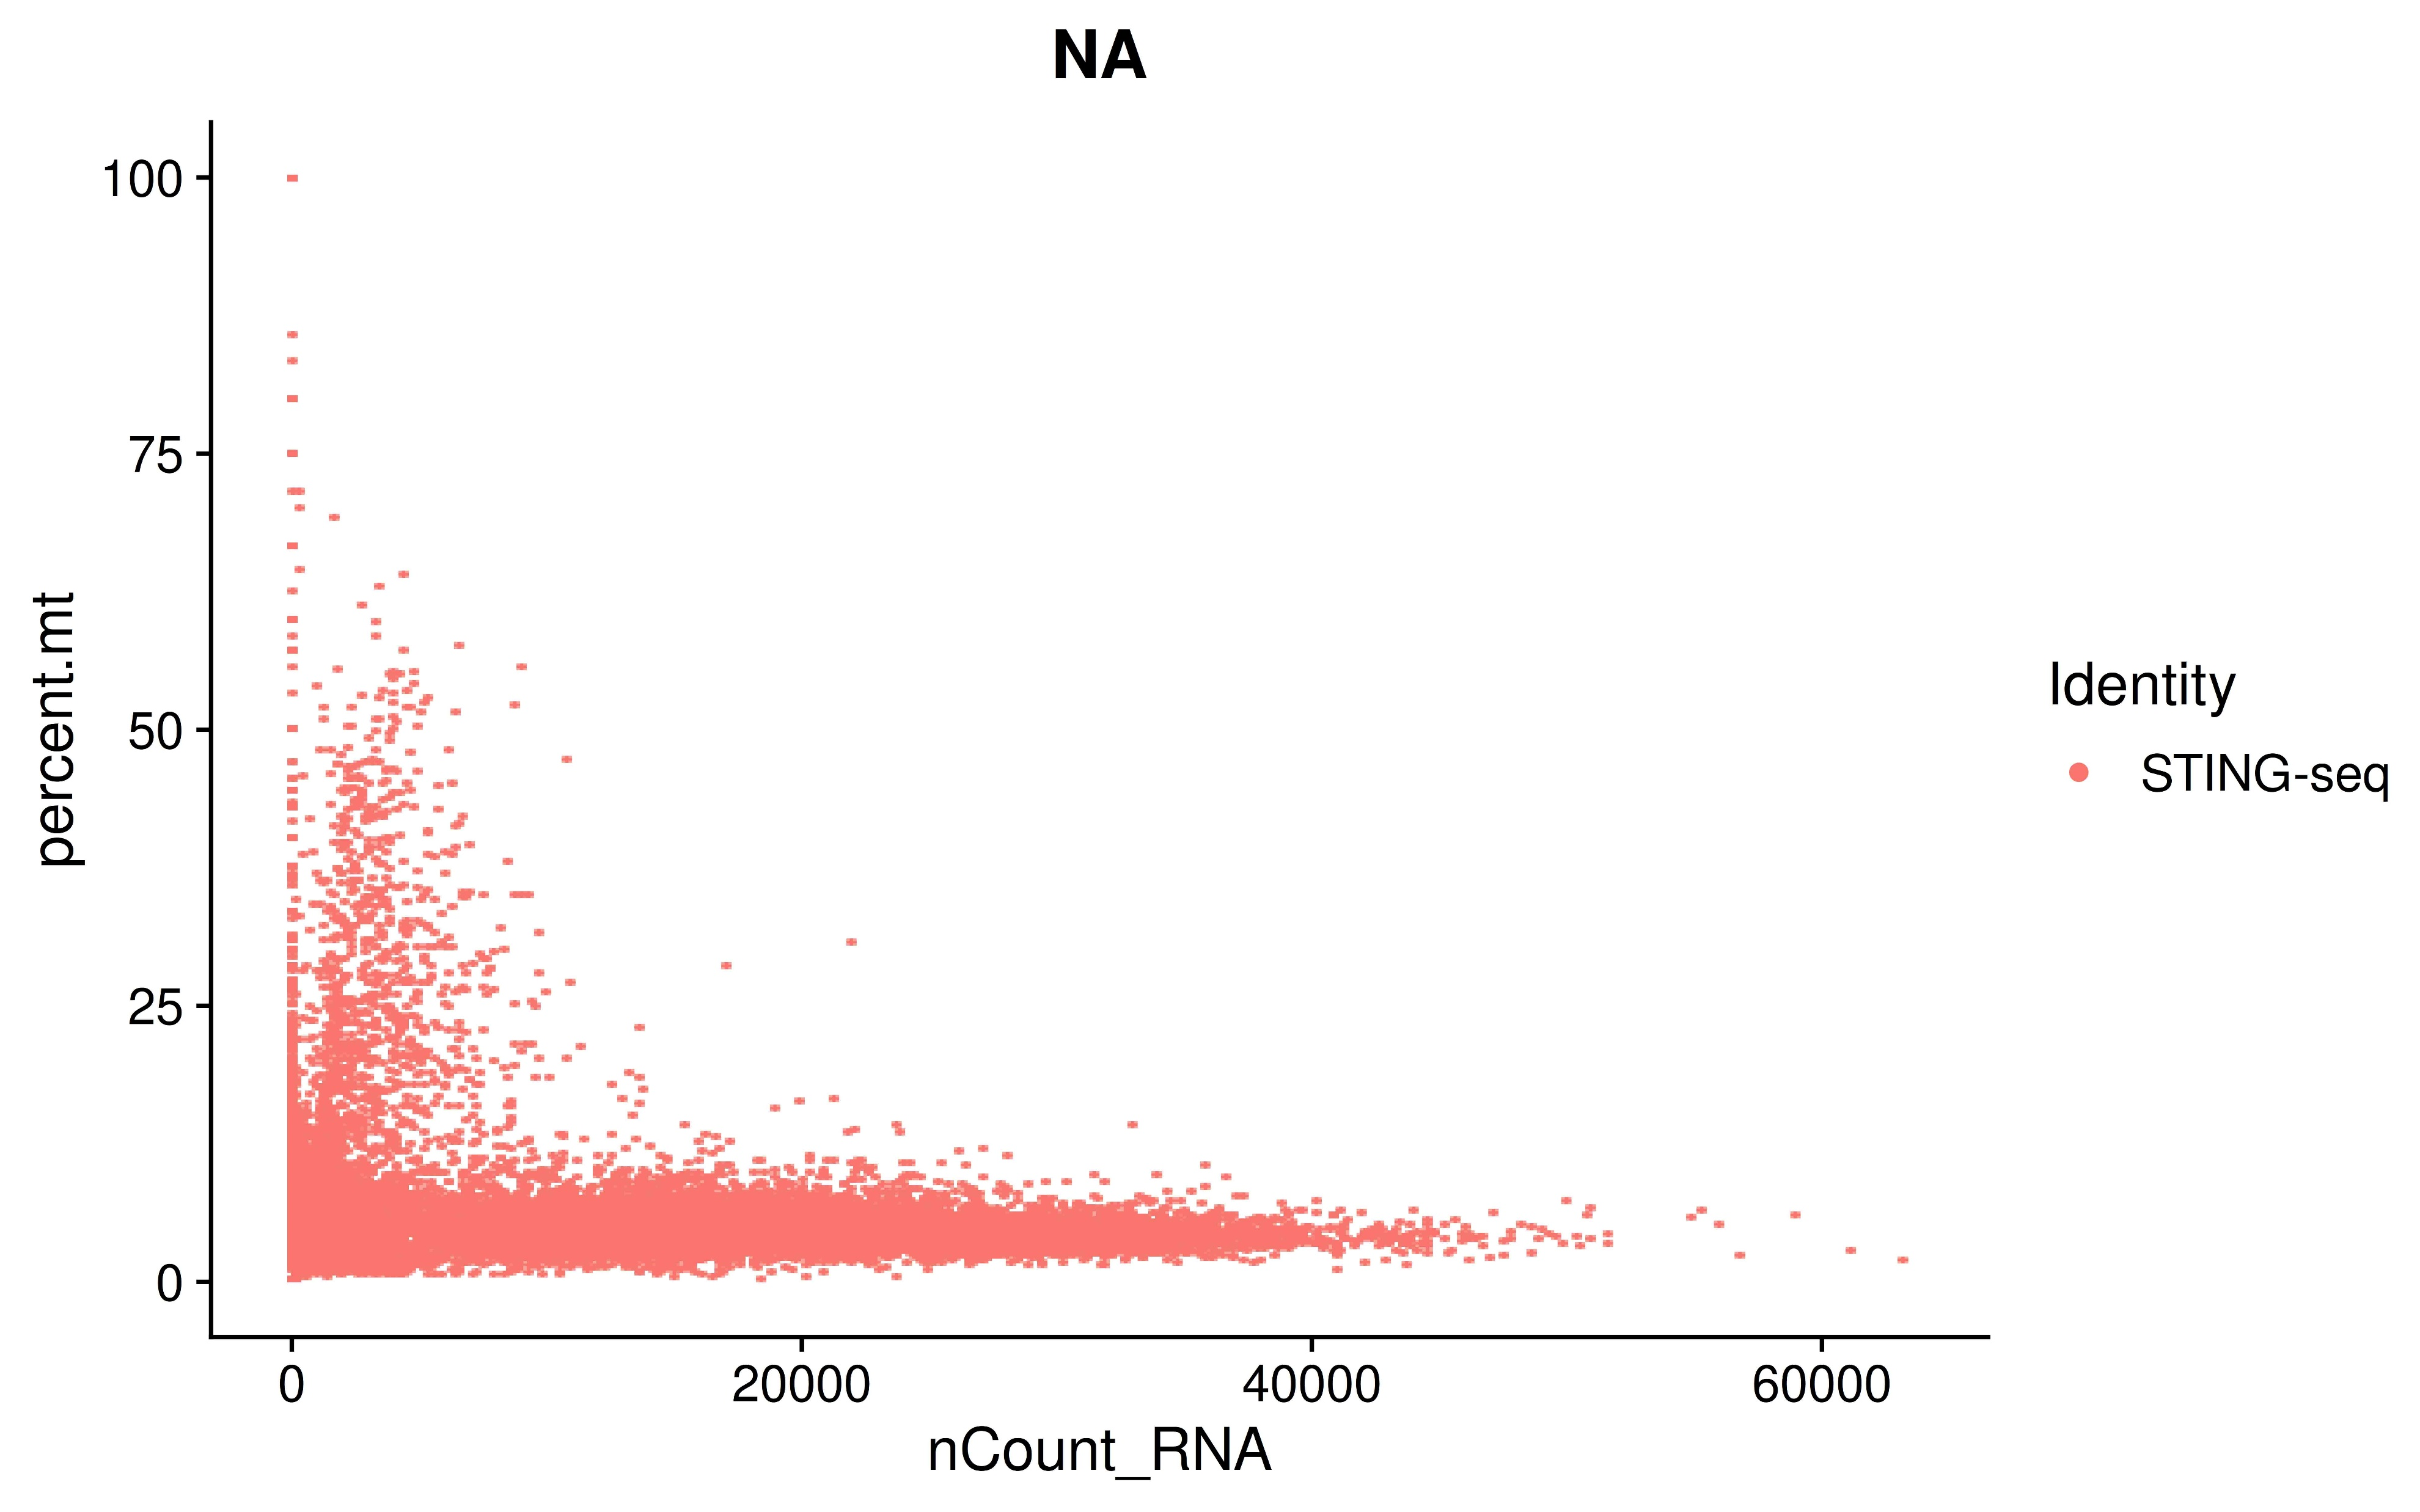 NA
percent.mt
100
75
50
25
0
0 20000 40000 60000
nCount_RNA
Identity
STING-seq